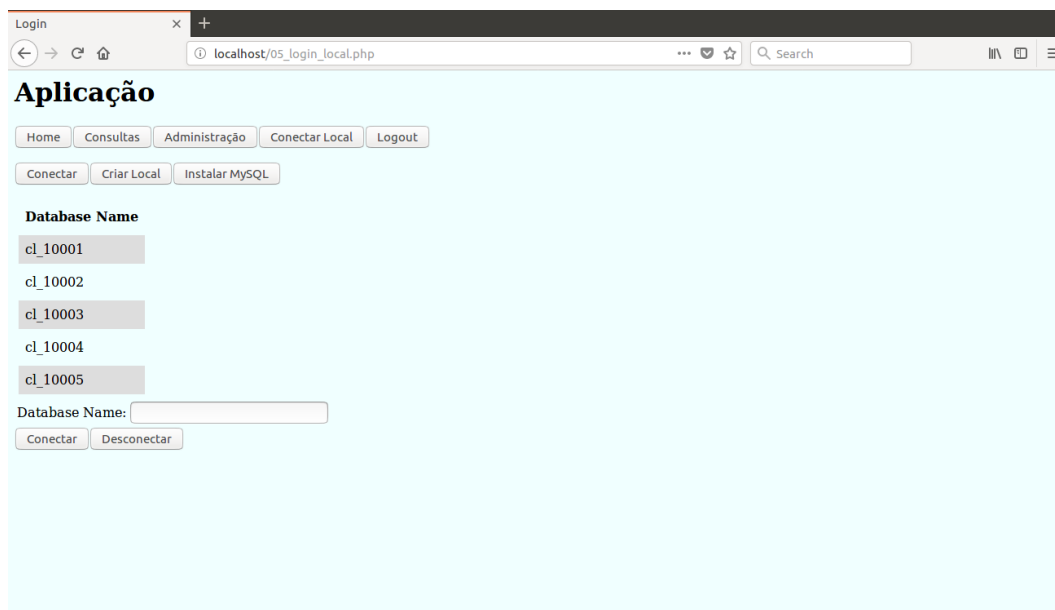 Login
localhost/05_login_local.php
Search
Aplicação
Home Consultas Administração Conectar Local Logout
Conectar Criar Local Instalar MySQL
Database Name
cl_10001
cl_10002
cl_10003
cl_10004
cl_10005
Database Name:
Conectar Desconectar